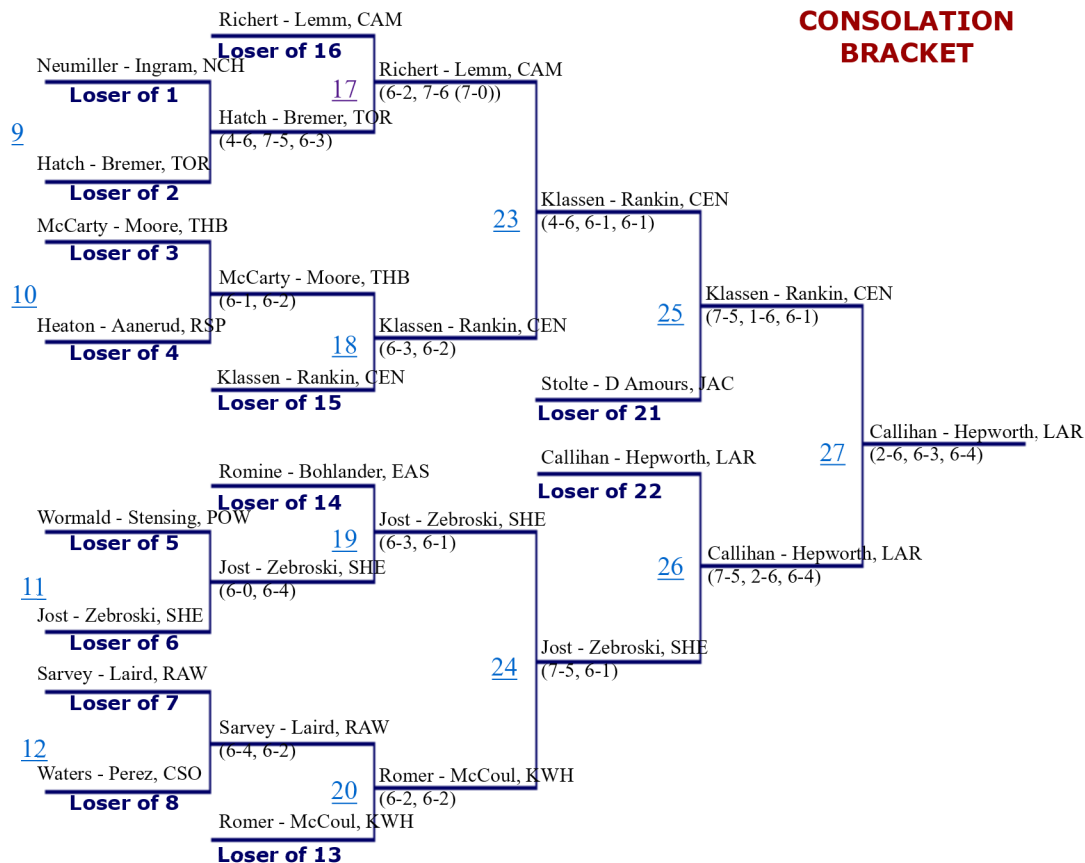 CONSOLATION
BRACKET
Richert - Lemm, CAM
Loser of 16
Neumiller - Ingram, NCH
Loser of 1
17
Richert - Lemm, CAM
(6-2, 7-6 (7-0))
9
Hatch - Bremer, TOR
(4-6, 7-5, 6-3)
Hatch - Bremer, TOR
Loser of 2
23
Klassen - Rankin, CEN
(4-6, 6-1, 6-1)
McCarty - Moore, THB
Loser of 3
10
McCarty - Moore, THB
(6-1, 6-2)
Heaton - Aanerud, RSP
Loser of 4
18
Klassen - Rankin, CEN
(6-3, 6-2)
Klassen - Rankin, CEN
Loser of 15
25
Klassen - Rankin, CEN
(7-5, 1-6, 6-1)
Stolte - D Amours, JAC
Loser of 21
27
Callihan - Hepworth, LAR
(2-6, 6-3, 6-4)
Romine - Bohlander, EAS
Loser of 14
Callihan - Hepworth, LAR
Loser of 22
Wormald - Stensing, POW
Loser of 5
19
Jost - Zebroski, SHE
(6-3, 6-1)
11
Jost - Zebroski, SHE
(6-0, 6-4)
26
Callihan - Hepworth, LAR
(7-5, 2-6, 6-4)
Jost - Zebroski, SHE
Loser of 6
24
Jost - Zebroski, SHE
(7-5, 6-1)
Sarvey - Laird, RAW
Loser of 7
12
Sarvey - Laird, RAW
(6-4, 6-2)
Waters - Perez, CSO
Loser of 8
20
Romer - McCoul, KWH
(6-2, 6-2)
Romer - McCoul, KWH
Loser of 13